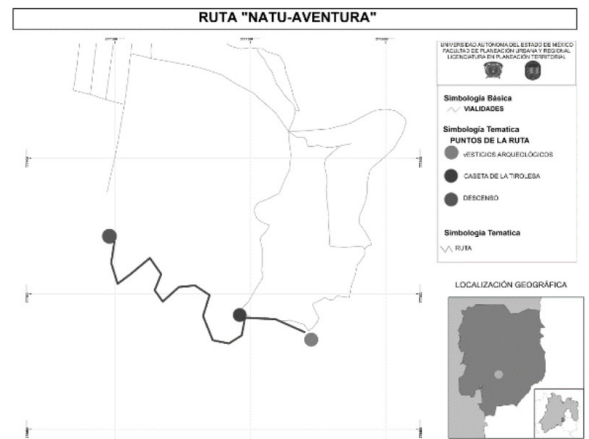 RUTA "NATU-AVENTURA"
UNIVERSIDAD AUTÓNOMA DEL ESTADO DE MÉXICO
FACULTAD DE PLANEACIÓN URBANA Y REGIONAL
LICENCIATURA EN PLANEACIÓN TERRITORIAL
Simbología Básica
VIALIDADES
Simbología Tematica
PUNTOS DE LA RUTA
vESTIGIOS ARQUEOLÓGICOS
CASETA DE LA TIROLESA
DESCENSO
Simbología Tematica
RUTA
LOCALIZACIÓN GEOGRÁFICA